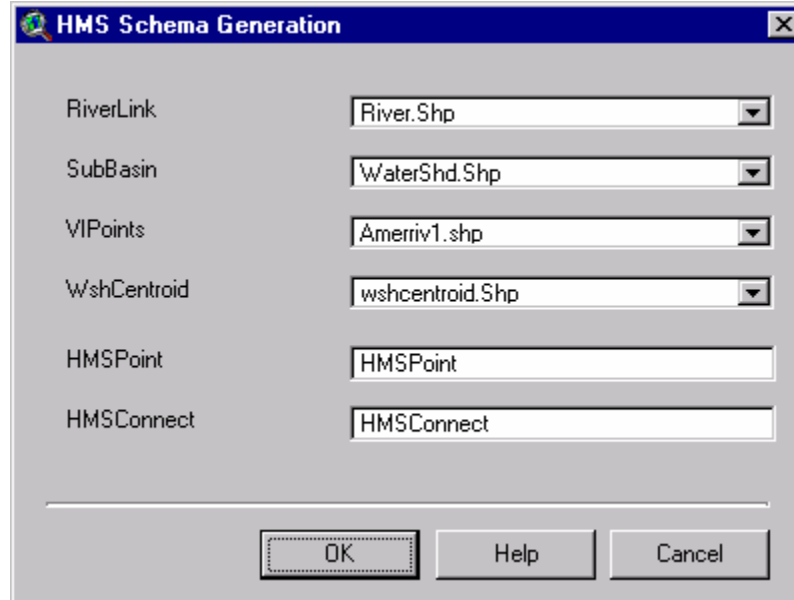 HMS Schema Generation
RiverLink River.Shp
SubBasin WaterShd.Shp
VIPoints Amerriv1.shp
WshCentroid wshcentroid.Shp
HMSPoint HMSPoint
HMSConnect HMSConnect
OK Help Cancel